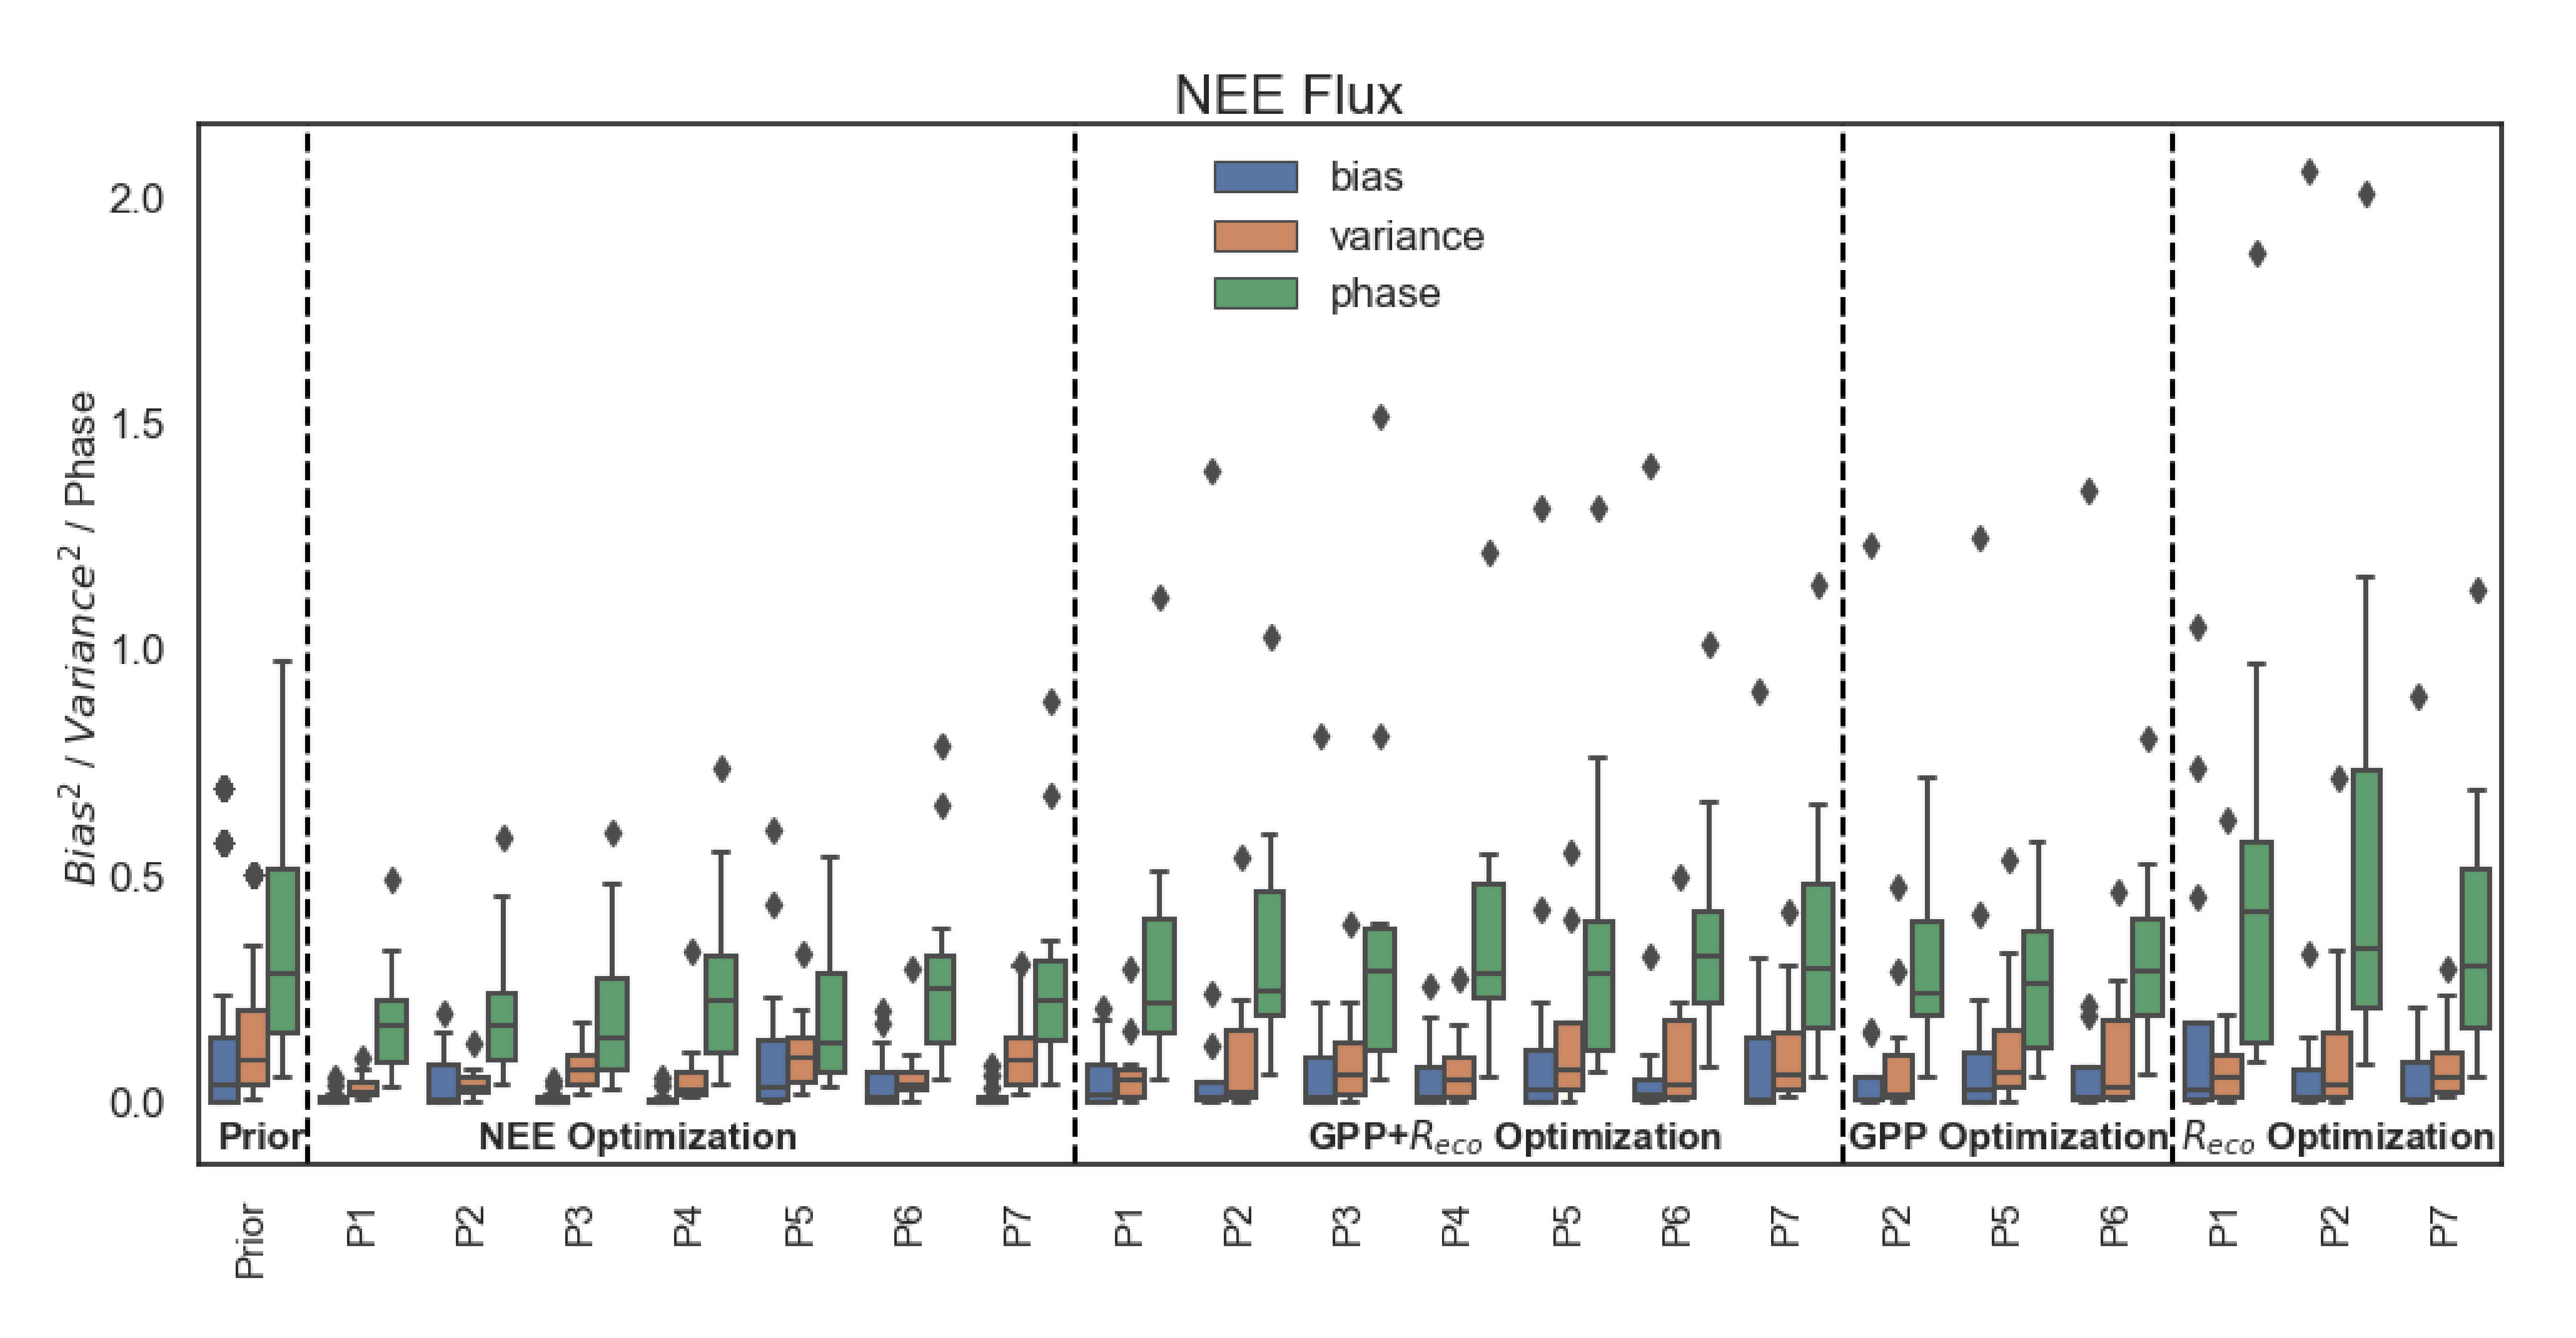 NEE Flux
bias
variance
phase
Bias² / Variance² / Phase
2.0
1.5
1.0
0.5
0.0
Prior
NEE Optimization
GPP+R_eco Optimization
GPP Optimization
R_eco Optimization
Prior P1 P2 P3 P4 P5 P6 P7 P1 P2 P3 P4 P5 P6 P7 P2 P5 P6 P1 P2 P7